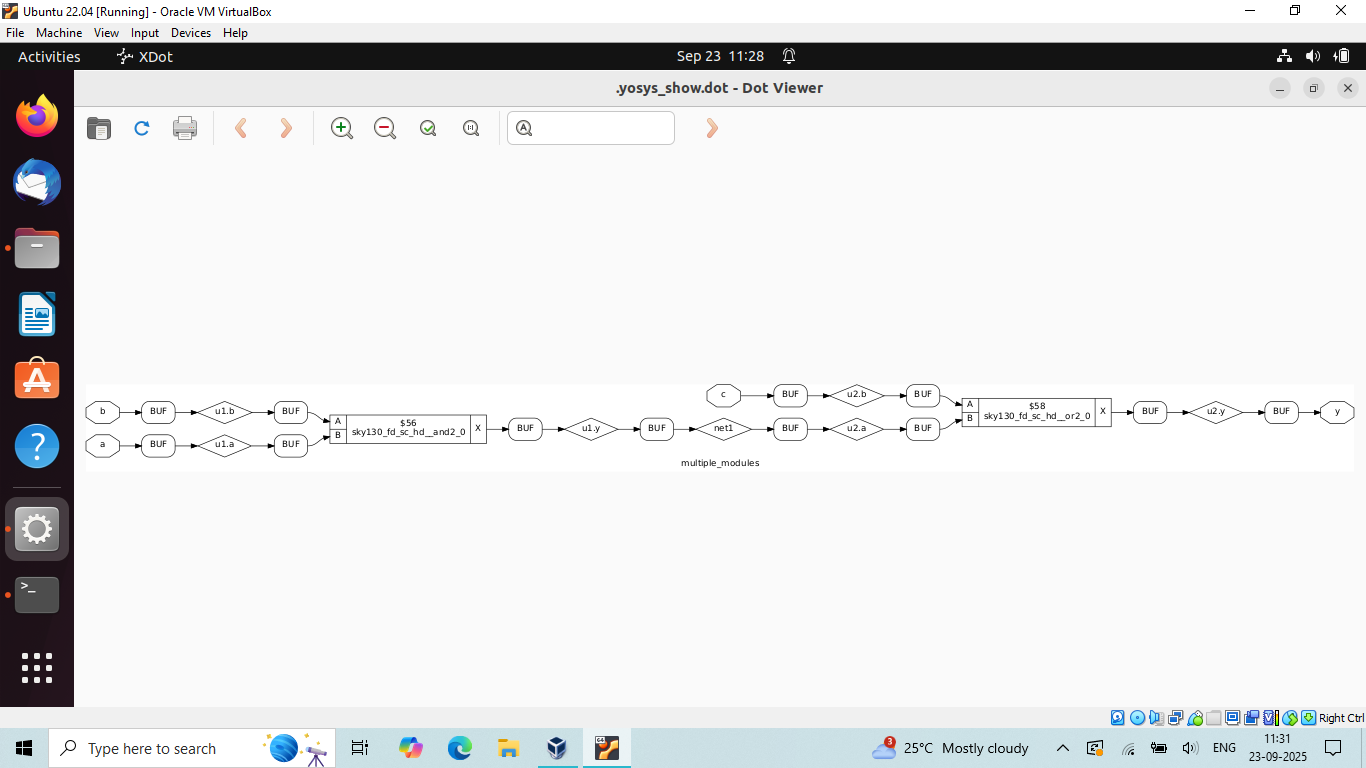 Ubuntu 22.04 [Running] - Oracle VM VirtualBox
File Machine View Input Devices Help
Activities XDot Sep 23 11:28
.yosys_show.dot - Dot Viewer
c BUF u2.b BUF
b BUF u1.b BUF
a BUF u1.a BUF
A
B
$56
sky130_fd_sc_hd__and2_0
X
BUF u1.y BUF net1 BUF u2.a BUF
A
B
$58
sky130_fd_sc_hd__or2_0
X
BUF u2.y BUF y
multiple_modules
Right Ctrl
Type here to search
3
25°C Mostly cloudy
ENG
11:31
23-09-2025